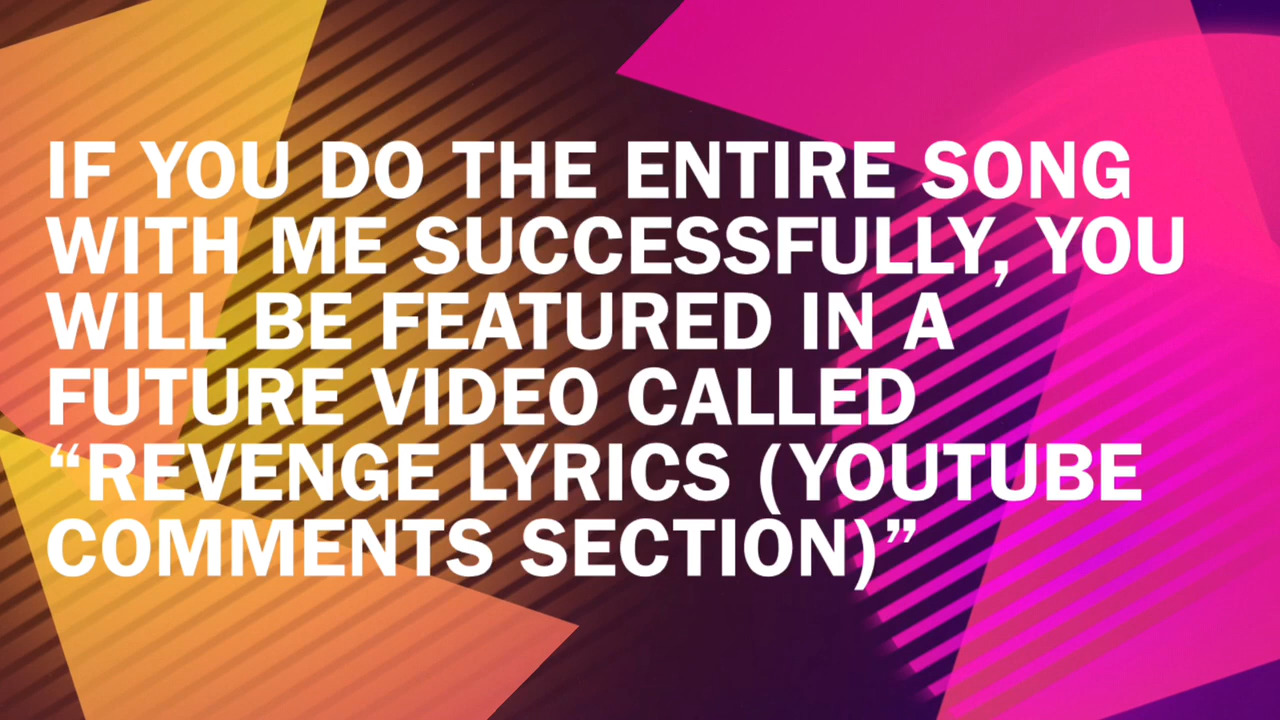 IF YOU DO THE ENTIRE SONG
WITH ME SUCCESSFULLY, YOU
WILL BE FEATURED IN A
FUTURE VIDEO CALLED
“REVENGE LYRICS (YOUTUBE
COMMENTS SECTION)”